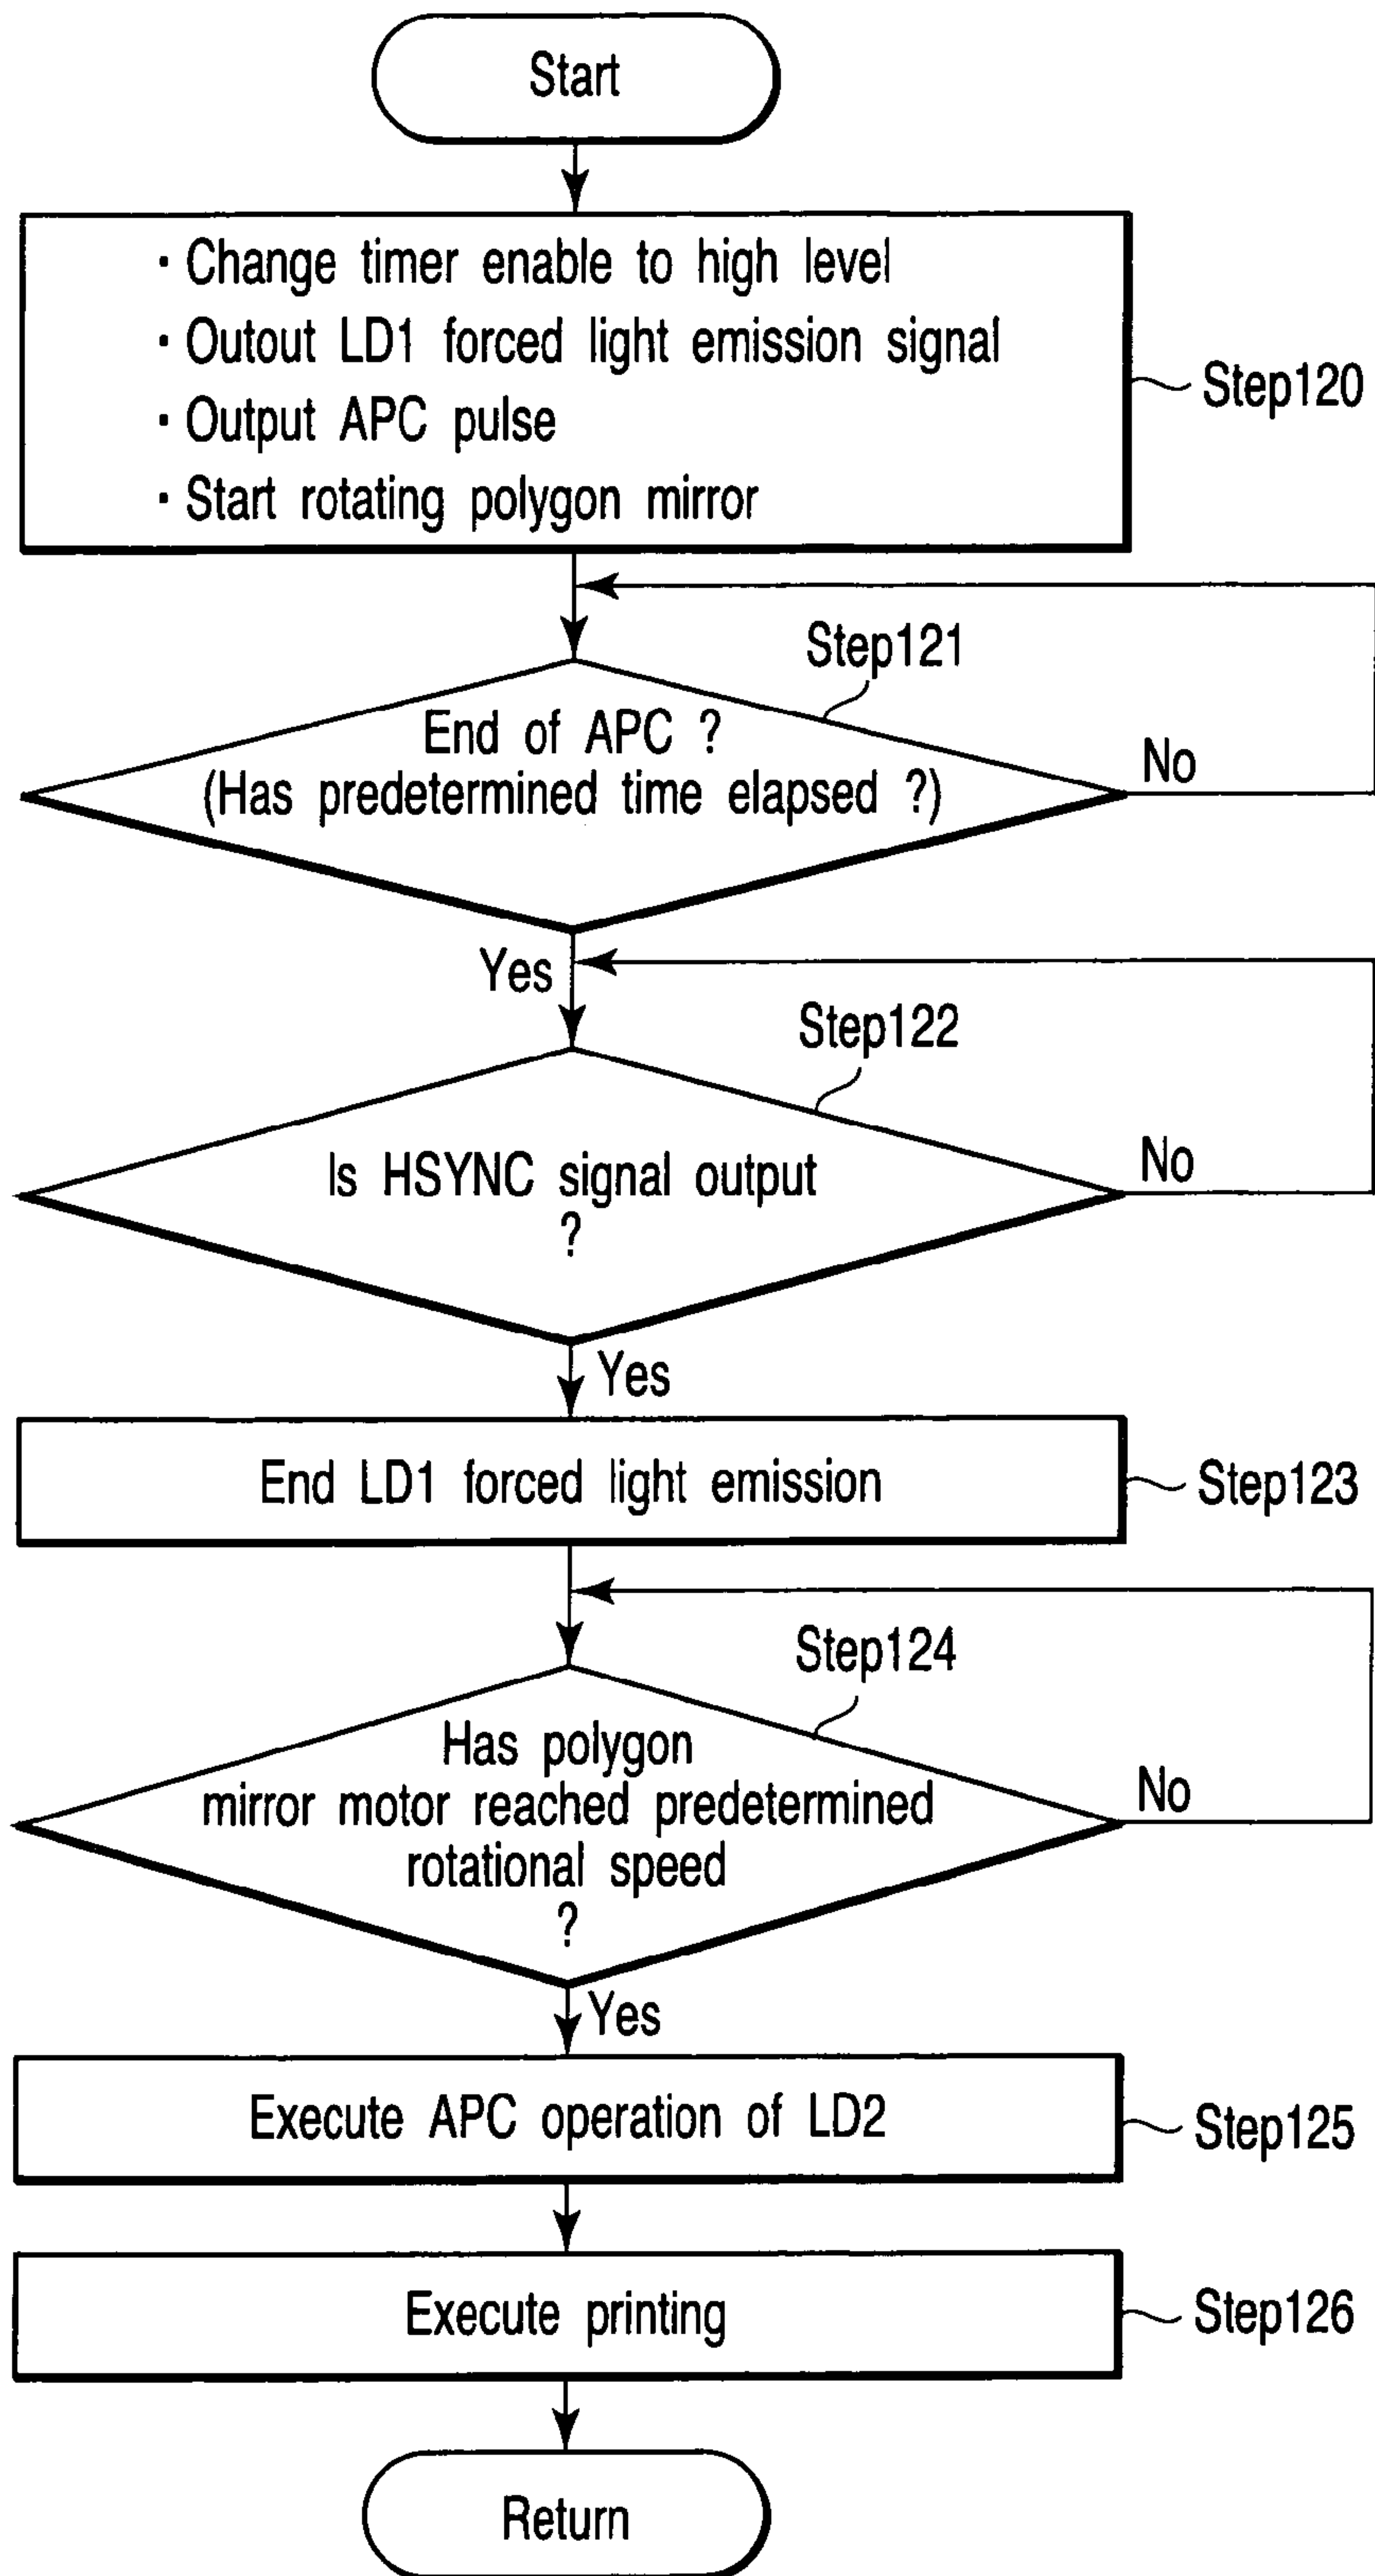 Start
· Change timer enable to high level
· Outout LD1 forced light emission signal
· Output APC pulse
· Start rotating polygon mirror
Step120
Step121
End of APC ?
(Has predetermined time elapsed ?)
No
Yes
Step122
Is HSYNC signal output
?
No
Yes
End LD1 forced light emission
Step123
Step124
Has polygon
mirror motor reached predetermined
rotational speed
?
No
Yes
Execute APC operation of LD2
Step125
Execute printing
Step126
Return